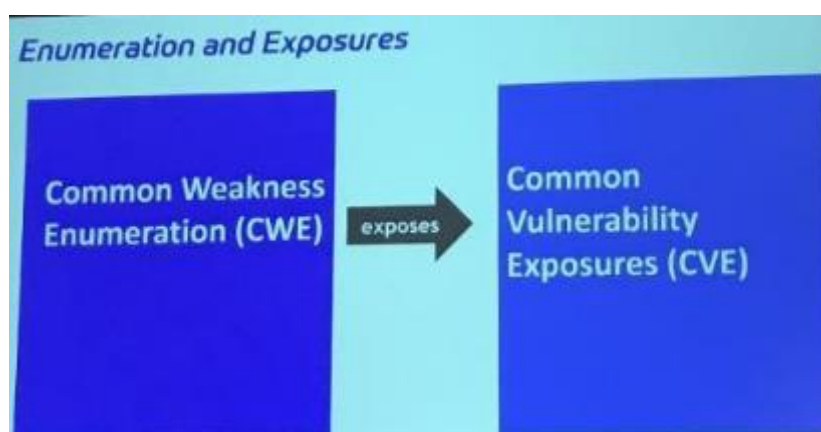 Enumeration and Exposures
Common Weakness
Enumeration (CWE)
exposes
Common
Vulnerability
Exposures (CVE)